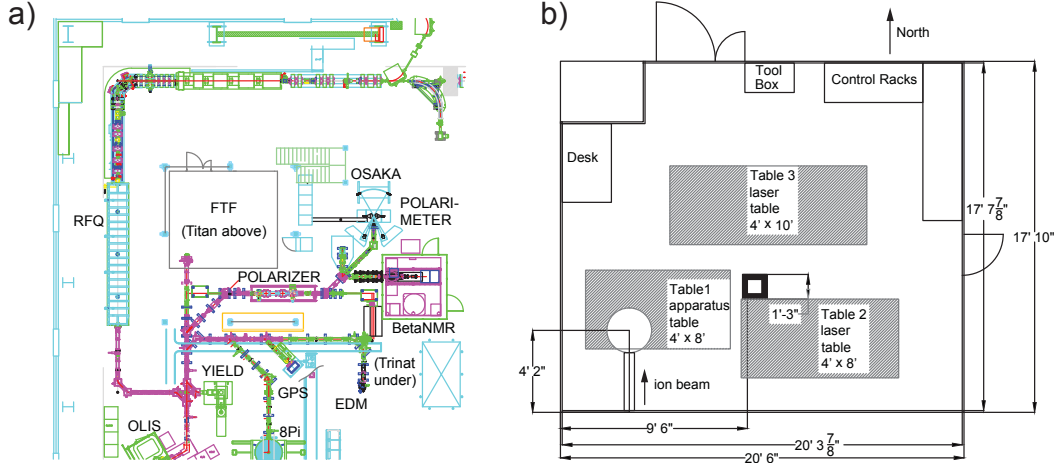 a)
OSAKA
POLARI-
METER
RFQ
FTF
(Titan above)
POLARIZER
BetaNMR
(Trinat
under)
YIELD
GPS
EDM
OLIS
8Pi
b)
North
Tool
Box
Control Racks
Desk
Table 3
laser
table
4' x 10'
17' 7 7/8"
17' 10"
Table1
apparatus
table
4' x 8'
1'-3"
Table 2
laser
table
4' x 8'
4' 2"
ion beam
9' 6"
20' 3 7/8"
20' 6"